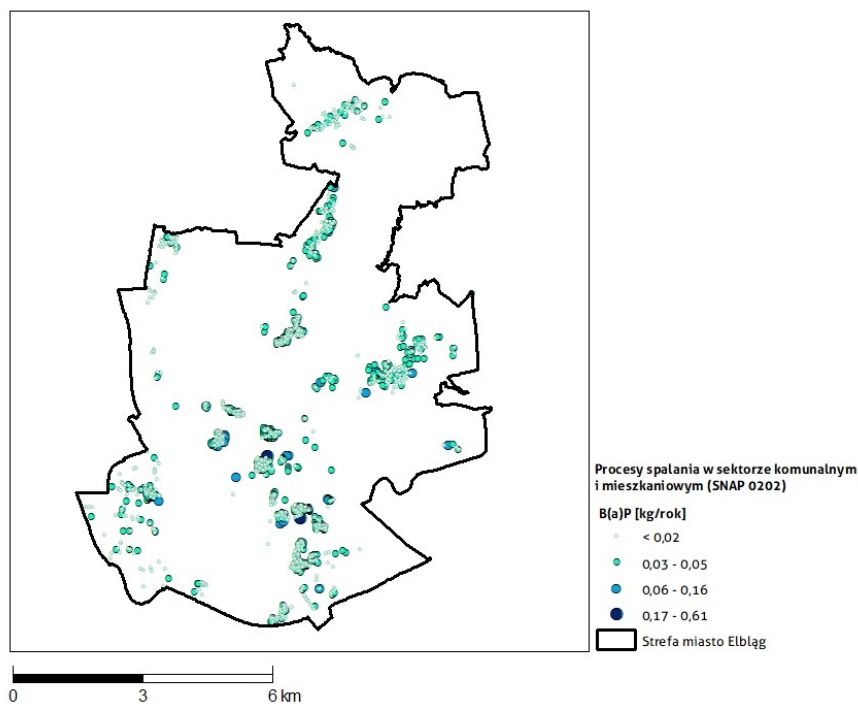 Procesy spalania w sektorze komunalnym
i mieszkaniowym (SNAP 0202)
B(a)P [kg/rok]
< 0,02
0,03 - 0,05
0,06 - 0,16
0,17 - 0,61
Strefa miasto Elbląg
0 3 6 km